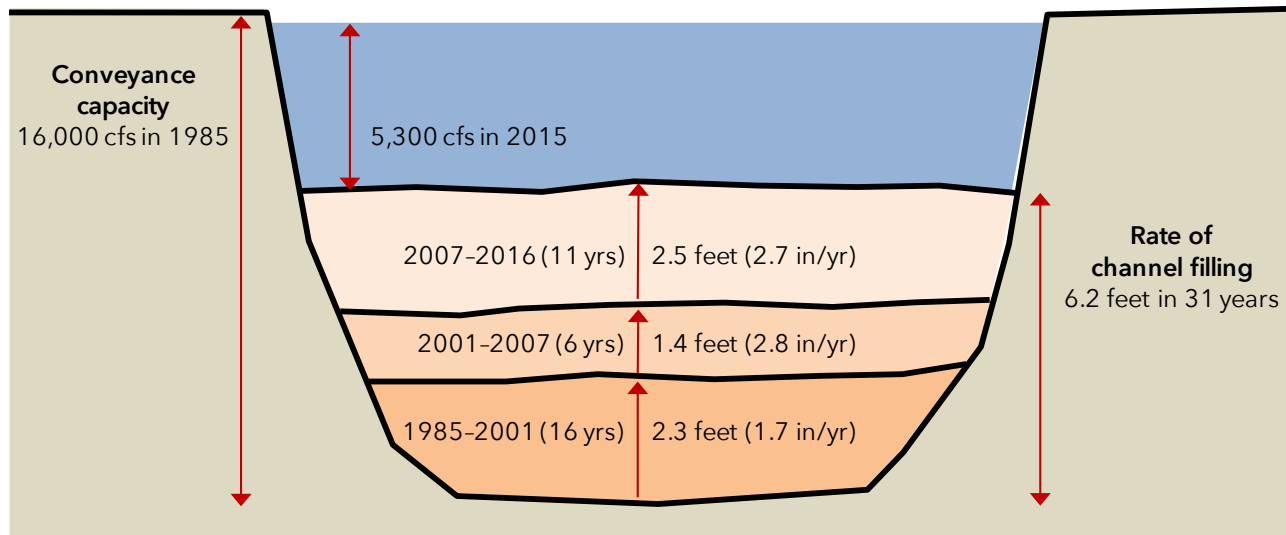 Conveyance
capacity
16,000 cfs in 1985
5,300 cfs in 2015
2007–2016 (11 yrs) 2.5 feet (2.7 in/yr)
2001–2007 (6 yrs) 1.4 feet (2.8 in/yr)
1985–2001 (16 yrs) 2.3 feet (1.7 in/yr)
Rate of
channel filling
6.2 feet in 31 years